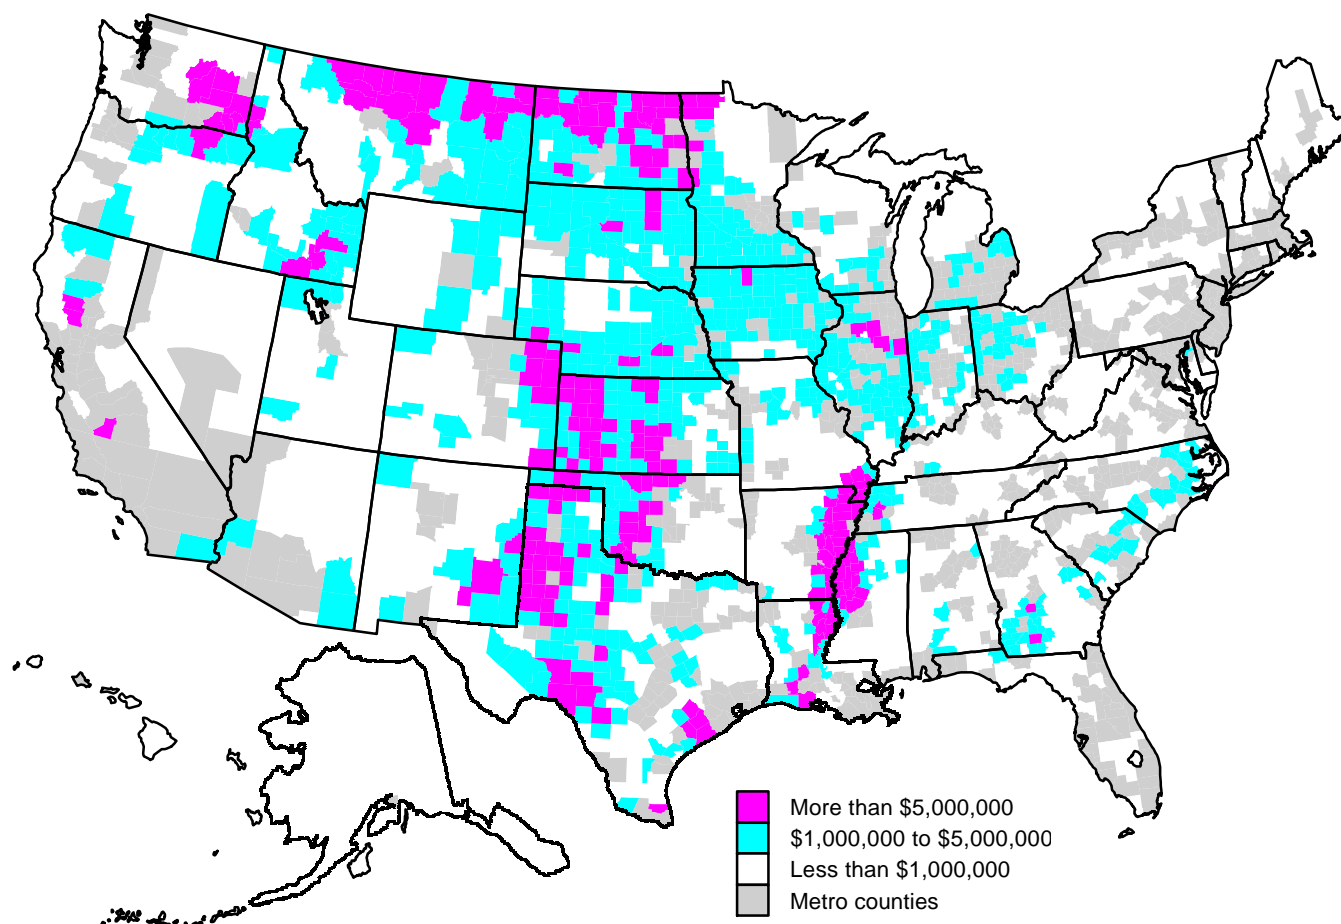 More than $5,000,000
$1,000,000 to $5,000,000
Less than $1,000,000
Metro counties